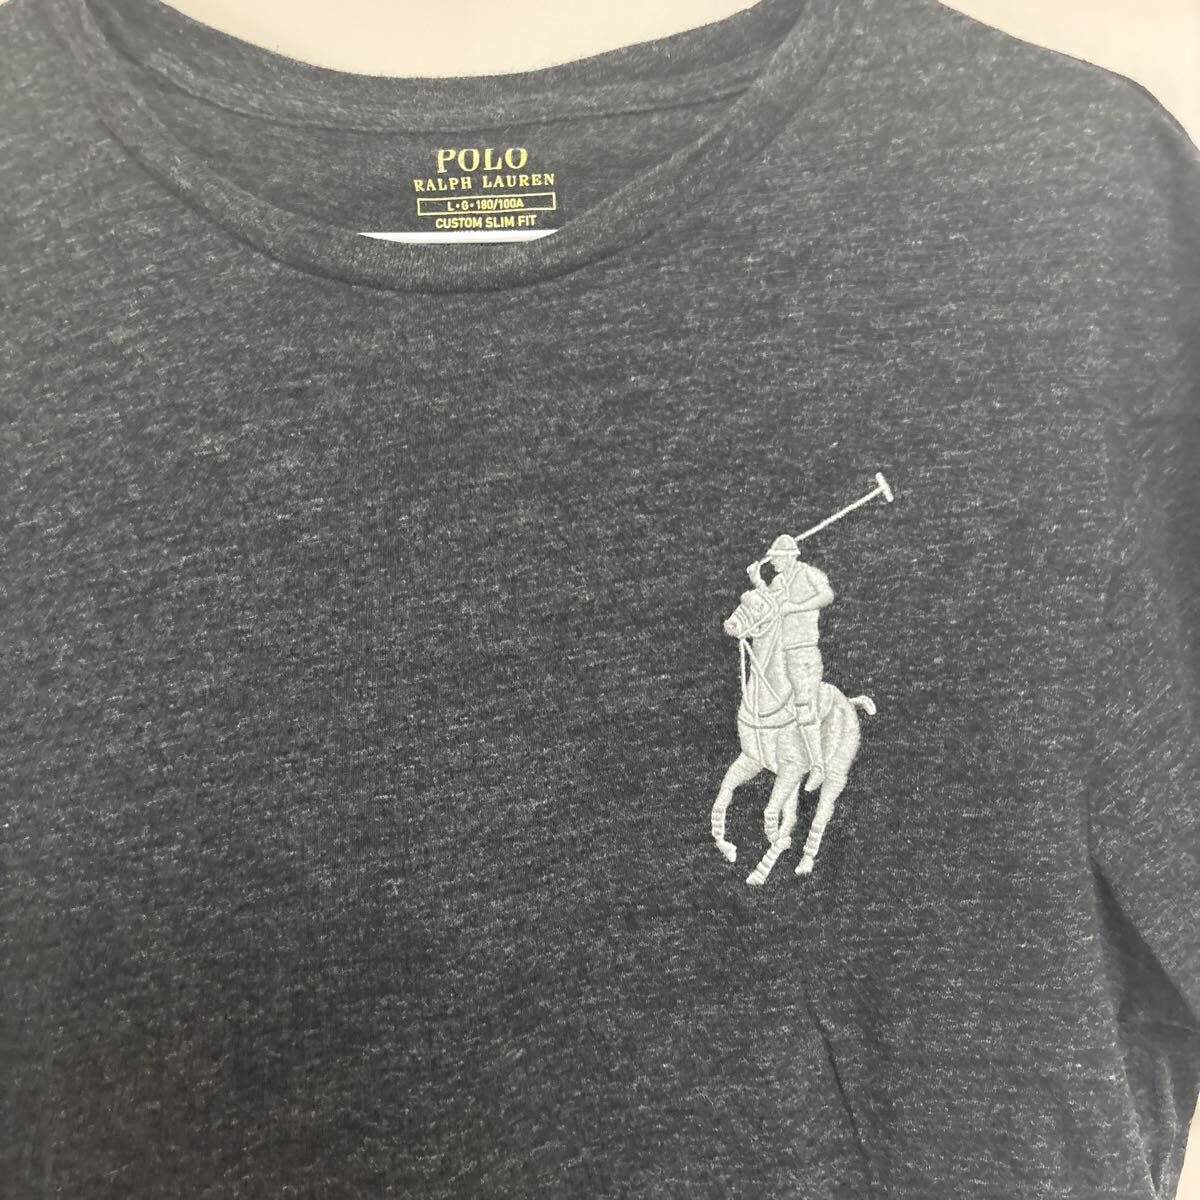 POLO
RALPH LAUREN
L•G•180/100A
CUSTOM SLIM FIT